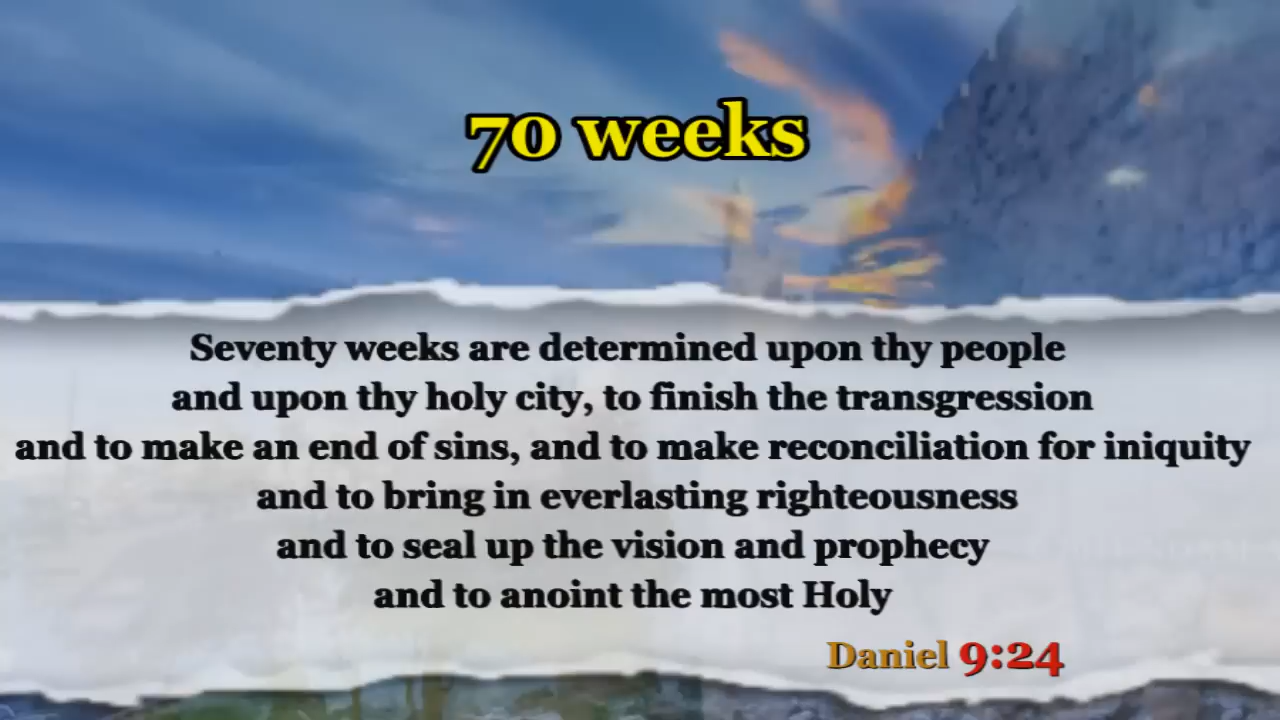 70 weeks
Seventy weeks are determined upon thy people
and upon thy holy city, to finish the transgression
and to make an end of sins, and to make reconciliation for iniquity
and to bring in everlasting righteousness
and to seal up the vision and prophecy
and to anoint the most Holy
Daniel 9:24